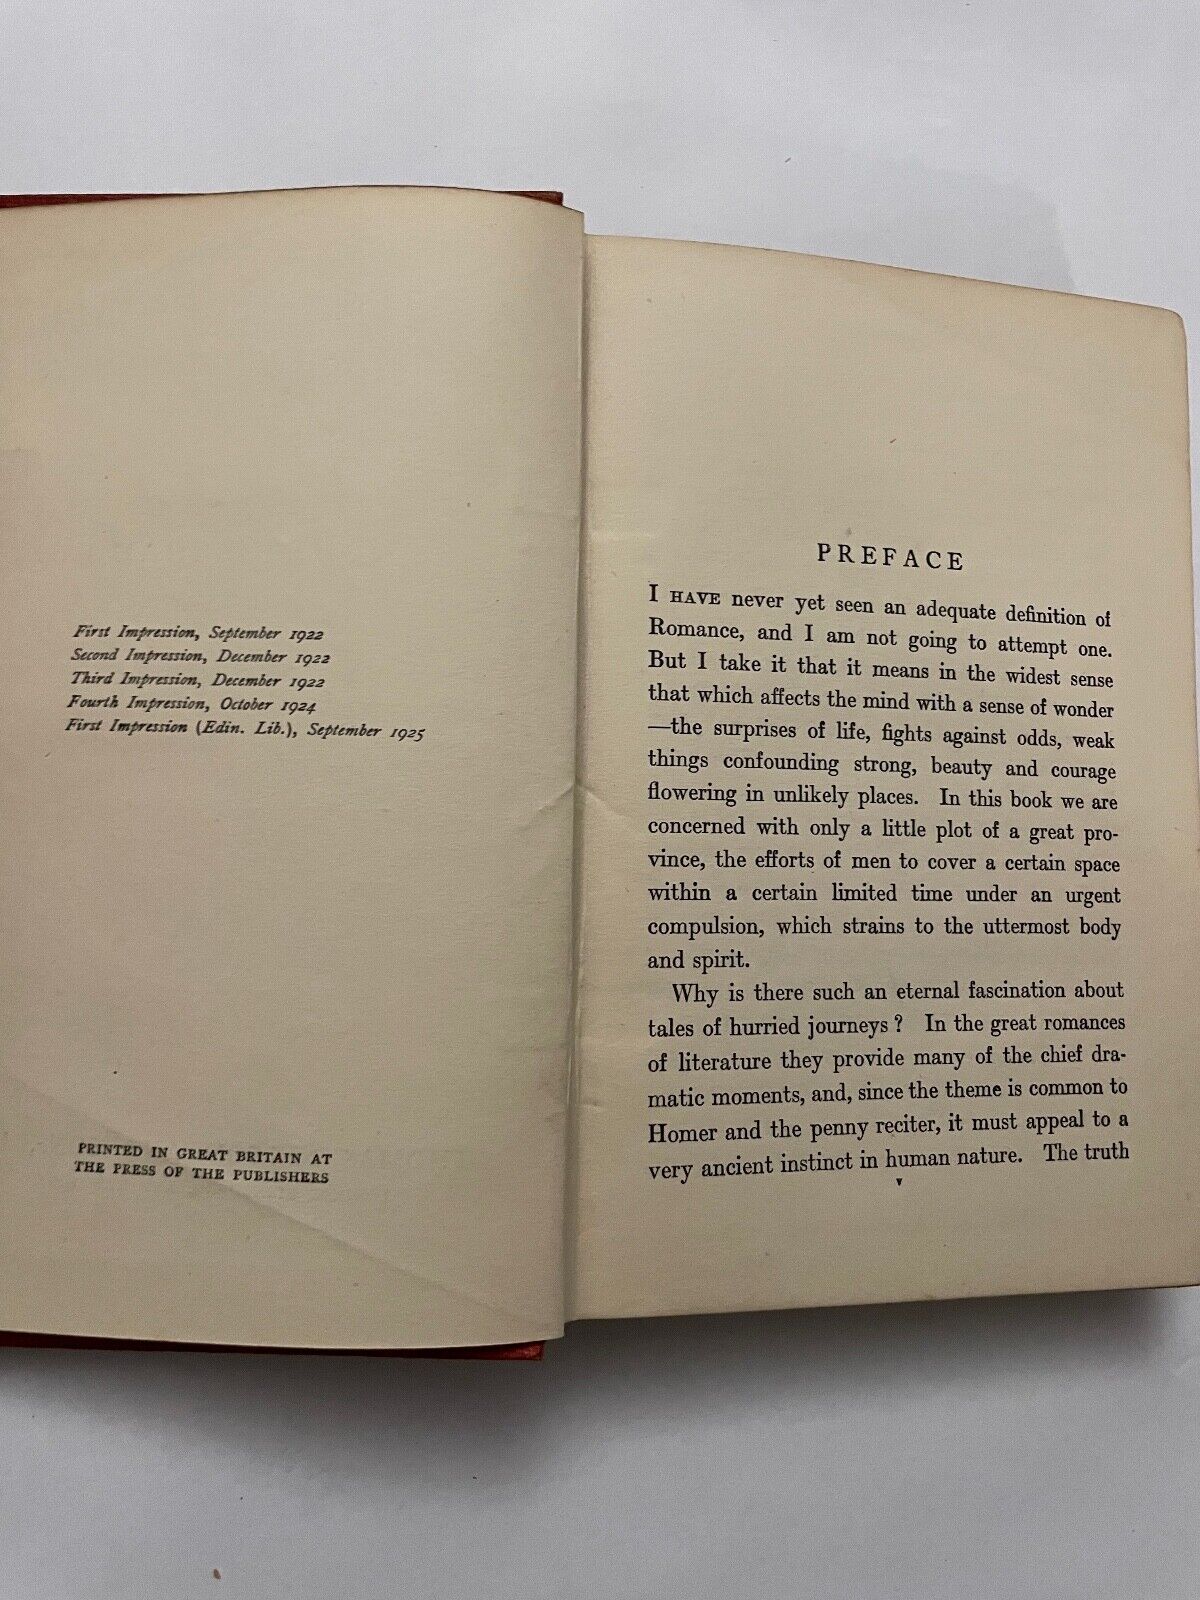 First Impression, September 1922
Second Impression, December 1922
Third Impression, December 1922
Fourth Impression, October 1924
First Impression (Edin. Lib.), September 1925
PRINTED IN GREAT BRITAIN AT
THE PRESS OF THE PUBLISHERS
PREFACE
I HAVE never yet seen an adequate definition of
Romance, and I am not going to attempt one.
But I take it that it means in the widest sense
that which affects the mind with a sense of wonder
—the surprises of life, fights against odds, weak
things confounding strong, beauty and courage
flowering in unlikely places. In this book we are
concerned with only a little plot of a great pro-
vince, the efforts of men to cover a certain space
within a certain limited time under an urgent
compulsion, which strains to the uttermost body
and spirit.
Why is there such an eternal fascination about
tales of hurried journeys ? In the great romances
of literature they provide many of the chief dra-
matic moments, and, since the theme is common to
Homer and the penny reciter, it must appeal to a
very ancient instinct in human nature. The truth
v